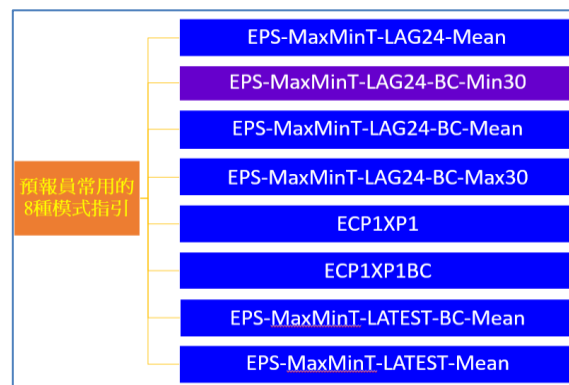 EPS-MaxMinT-LAG24-Mean
EPS-MaxMinT-LAG24-BC-Min30
EPS-MaxMinT-LAG24-BC-Mean
EPS-MaxMinT-LAG24-BC-Max30
預報員常用的
8種模式指引
ECP1XP1
ECP1XP1BC
EPS-MaxMinT-LATEST-BC-Mean
EPS-MaxMinT-LATEST-Mean